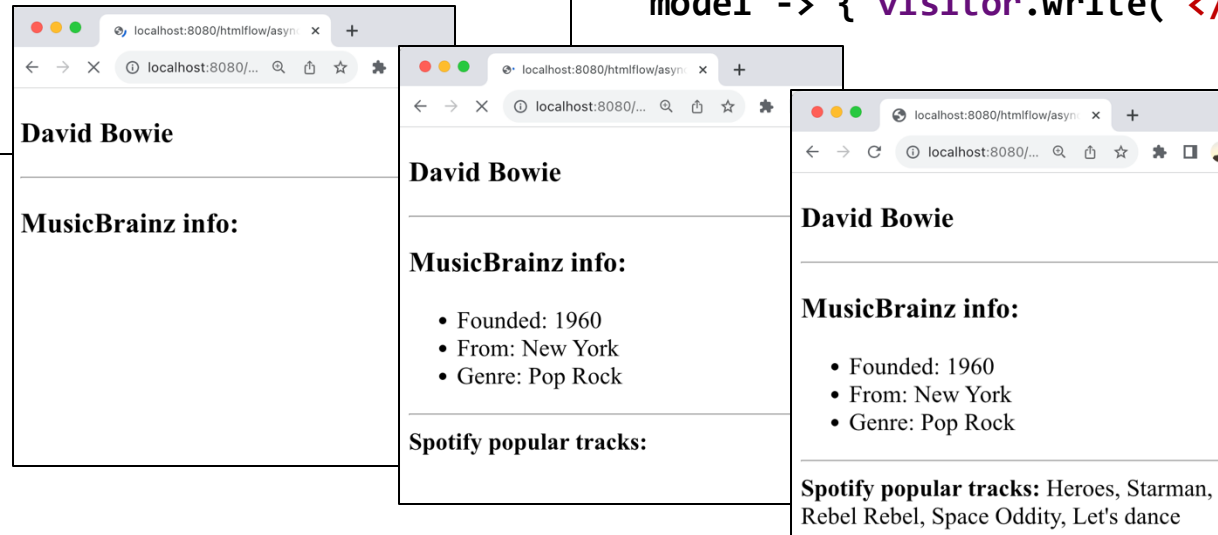 model -> { visitor.write( </
localhost:8080/htmlflow/asyn
localhost:8080/...
David Bowie
MusicBrainz info:
localhost:8080/htmlflow/asyn
localhost:8080/...
David Bowie
MusicBrainz info:
• Founded: 1960
• From: New York
• Genre: Pop Rock
Spotify popular tracks:
localhost:8080/htmlflow/asyn
localhost:8080/...
David Bowie
MusicBrainz info:
• Founded: 1960
• From: New York
• Genre: Pop Rock
Spotify popular tracks: Heroes, Starman,
Rebel Rebel, Space Oddity, Let's dance